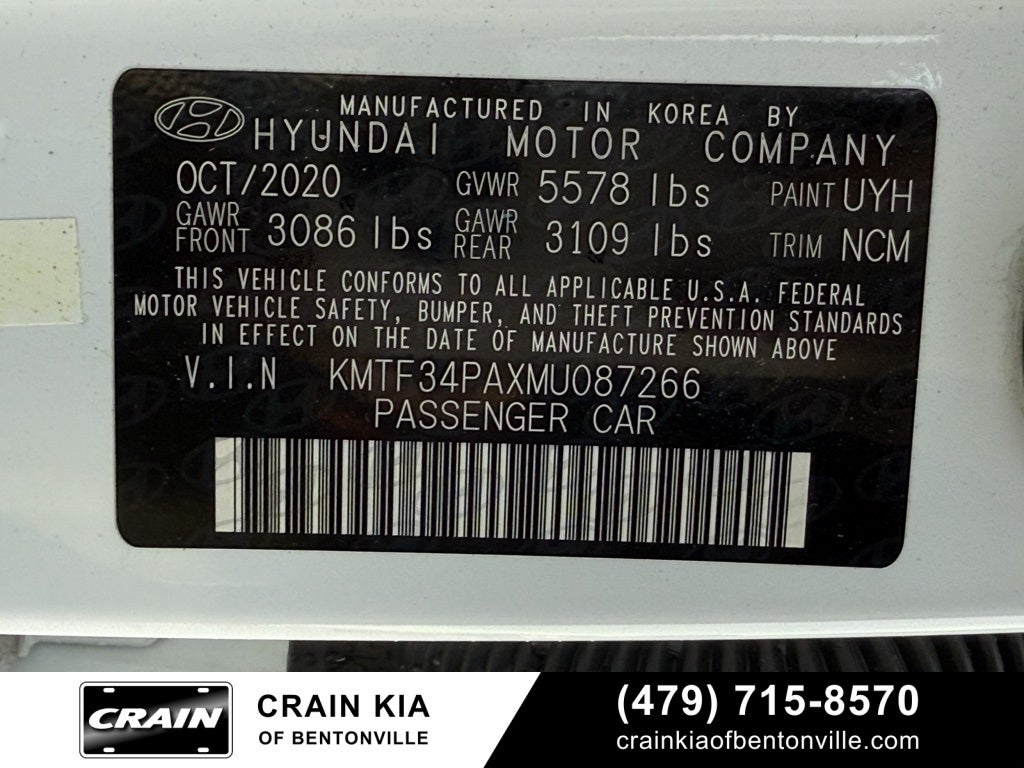 MANUFACTURED IN KOREA BY
HYUNDAI MOTOR COMPANY
OCT/2020 GVWR 5578 lbs PAINT UYH
GAWR FRONT 3086 lbs GAWR REAR 3109 lbs TRIM NCM
THIS VEHICLE CONFORMS TO ALL APPLICABLE U.S.A. FEDERAL
MOTOR VEHICLE SAFETY, BUMPER, AND THEFT PREVENTION STANDARDS
IN EFFECT ON THE DATE OF MANUFACTURE SHOWN ABOVE
V.I.N KMTF34PAXMU087266
PASSENGER CAR
CRAIN
CRAIN KIA
OF BENTONVILLE
(479) 715-8570
crainkiaofbentonville.com